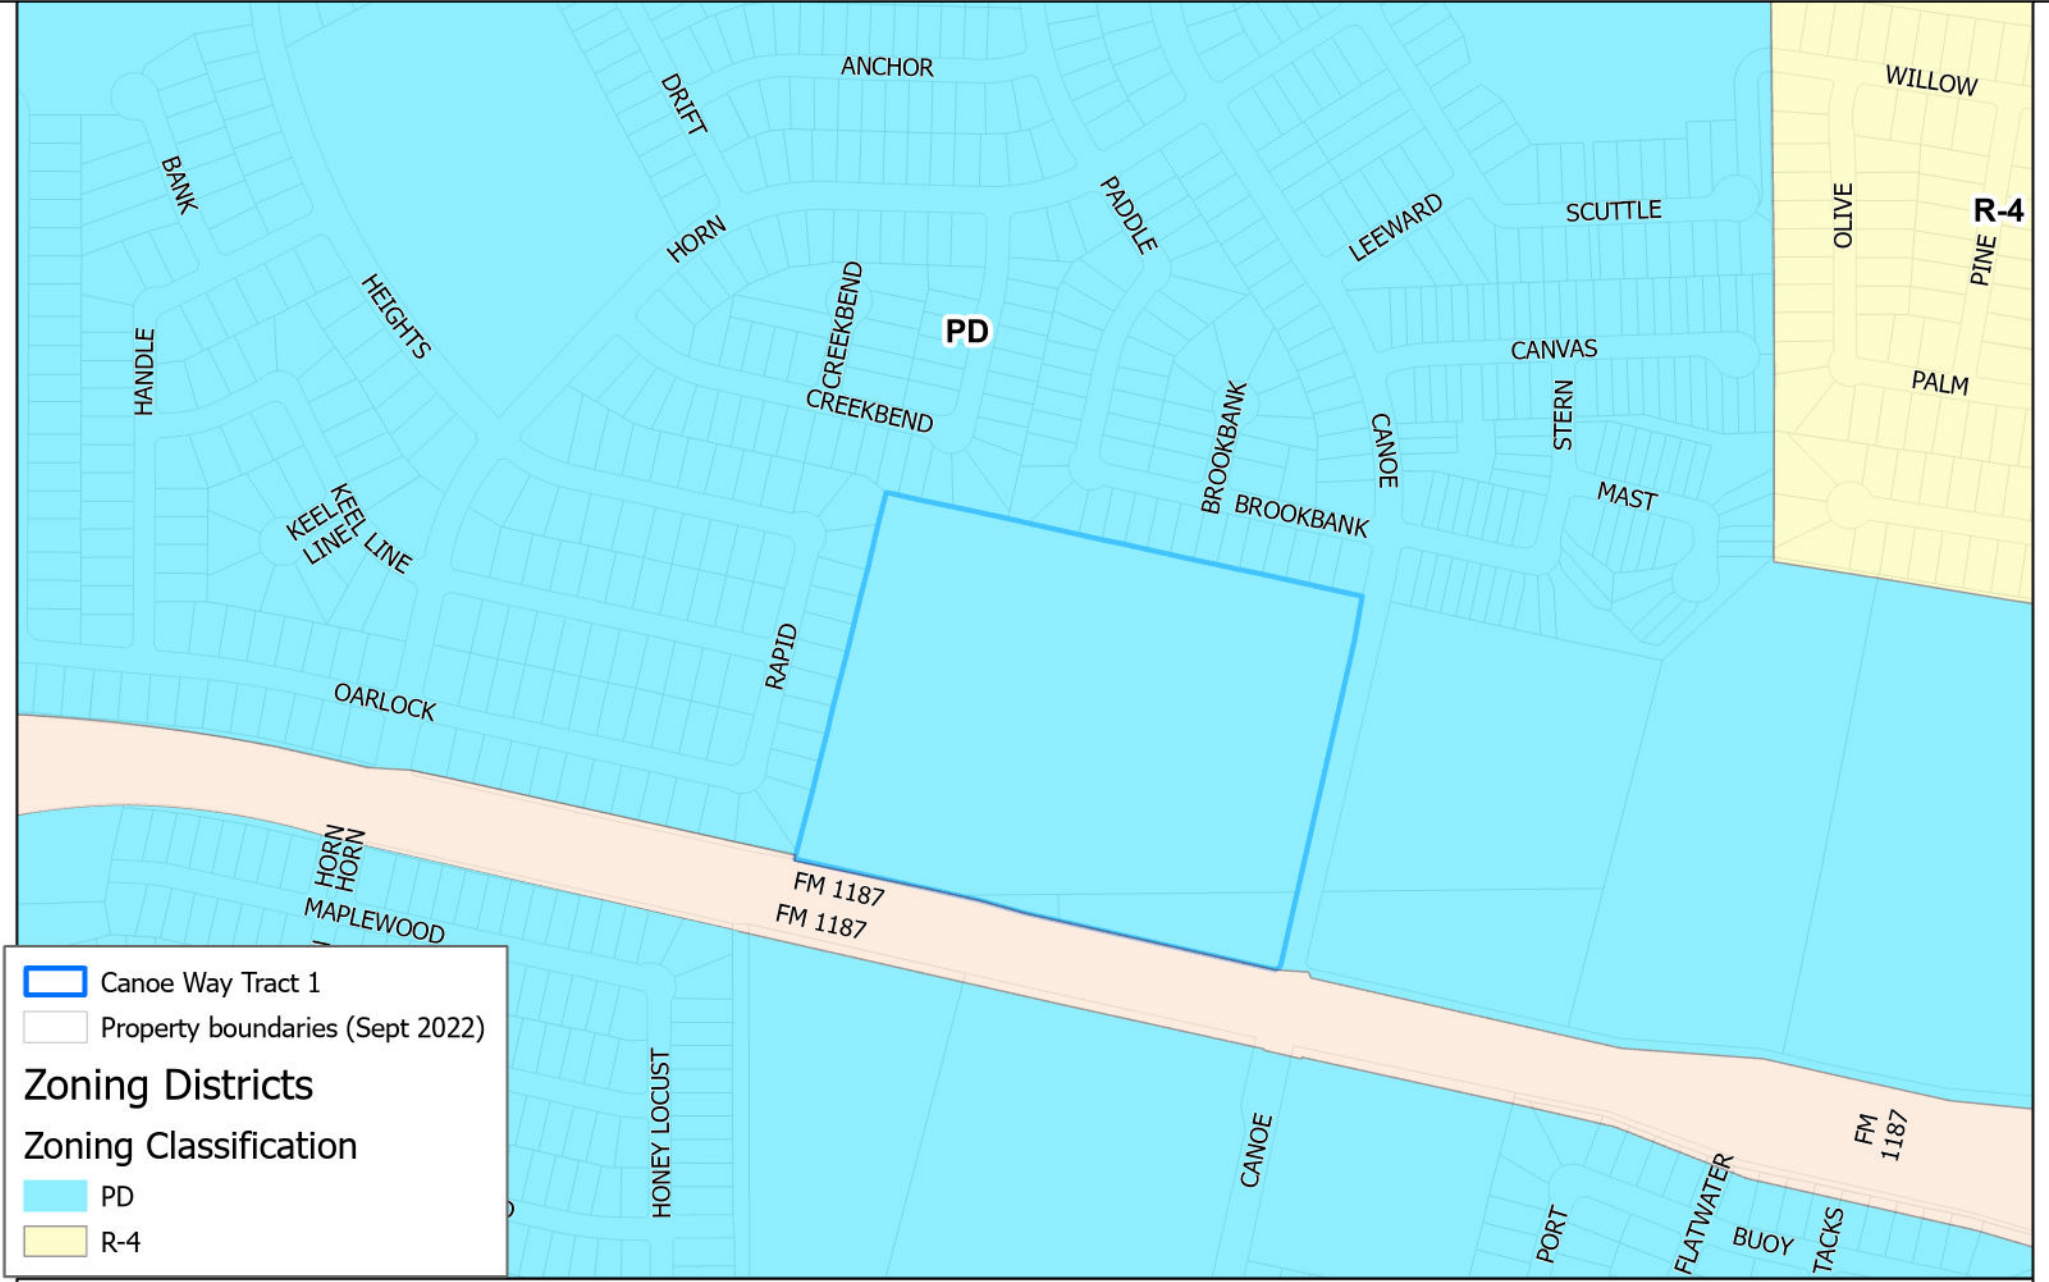 ANCHOR
WILLOW
DRIFT
BANK
PADDLE
SCUTTLE
OLIVE
R-4
LEEWARD
HORN
PINE
HEIGHTS
CREEKBEND
PD
HANDLE
CANVAS
PALM
CREEKBEND
STERN
BROOKBANK
CANOE
MAST
KEEL
LINE
KEEL LINE
BROOKBANK
RAPID
OARLOCK
HORN
HORN
FM 1187
FM 1187
MAPLEWOOD
Canoe Way Tract 1
Property boundaries (Sept 2022)
Zoning Districts
Zoning Classification
PD
R-4
HONEY LOCUST
CANOE
FM
1187
PORT
FLATWATER
BUOY
TACKS